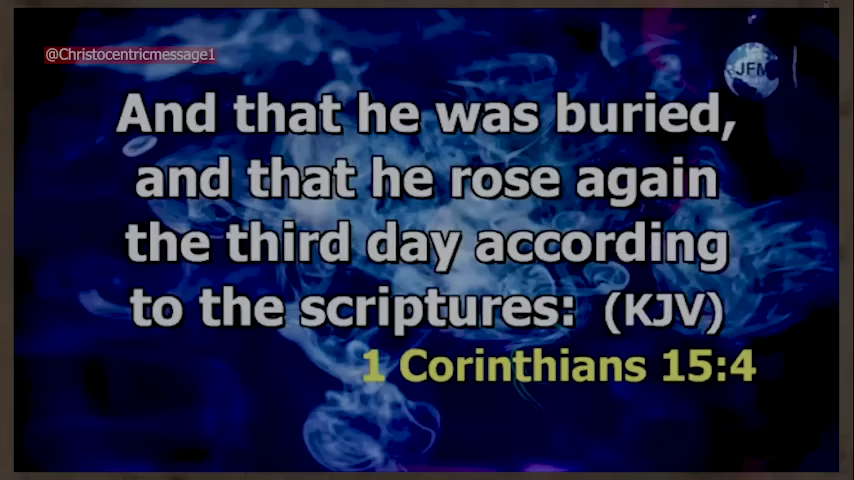 @Christocentricmessage1
JFM
And that he was buried,
and that he rose again
the third day according
to the scriptures: (KJV)
1 Corinthians 15:4